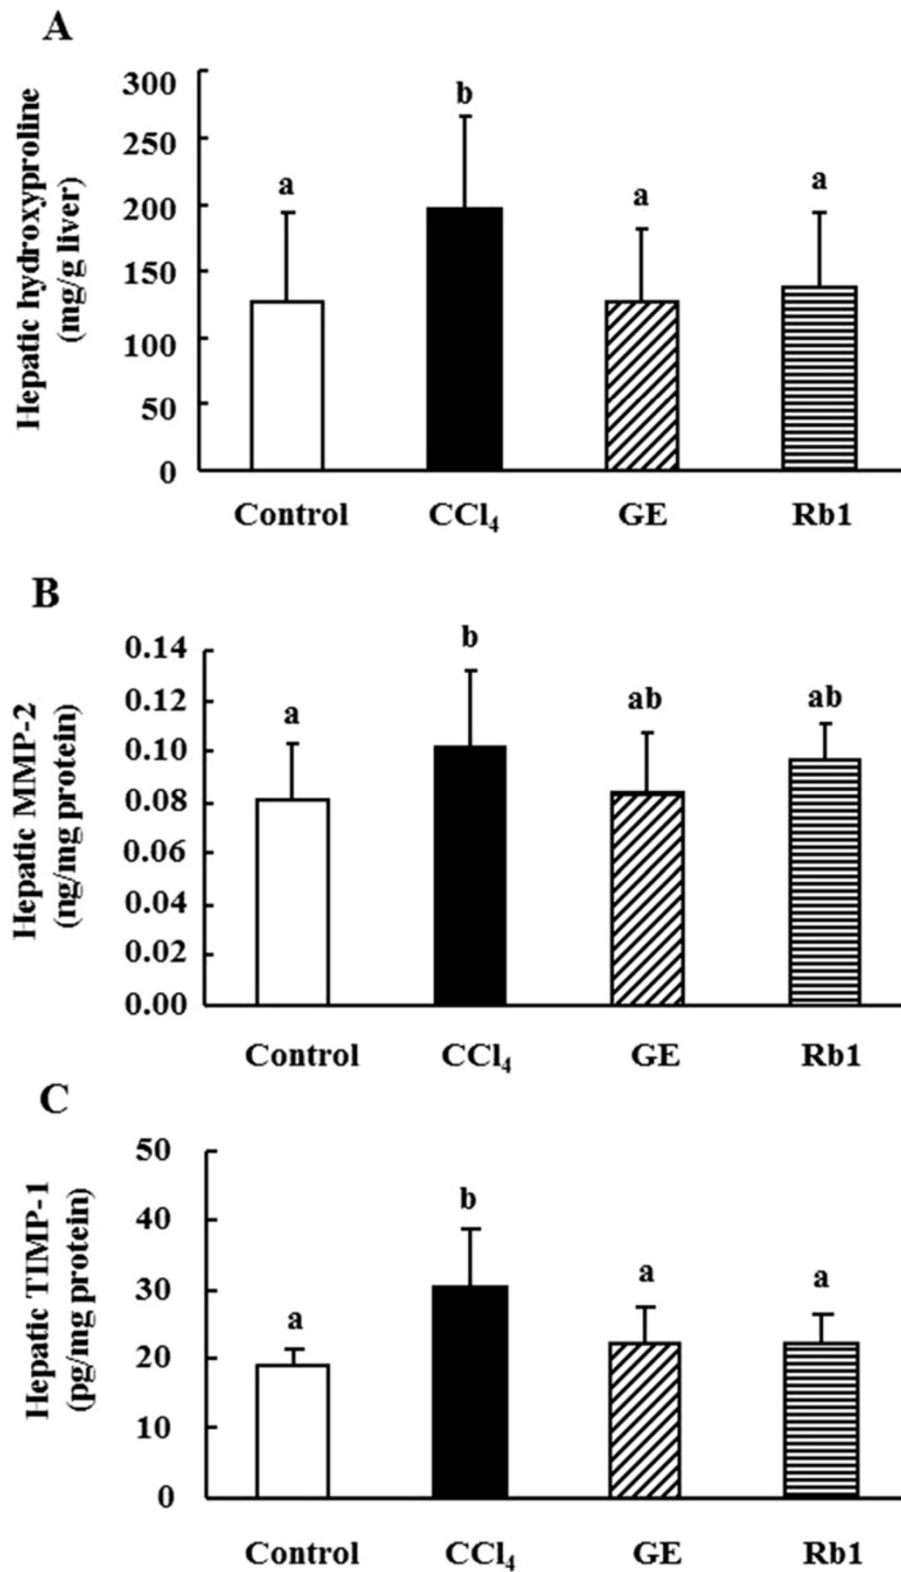 A
Hepatic hydroxyproline
(mg/g liver)
300
250
200
150
100
50
0
a
b
a
a
Control
CCl₄
GE
Rb1
B
Hepatic MMP-2
(ng/mg protein)
0.14
0.12
0.10
0.08
0.06
0.04
0.02
0.00
a
b
ab
ab
Control
CCl₄
GE
Rb1
C
Hepatic TIMP-1
(pg/mg protein)
50
40
30
20
10
0
a
b
a
a
Control
CCl₄
GE
Rb1